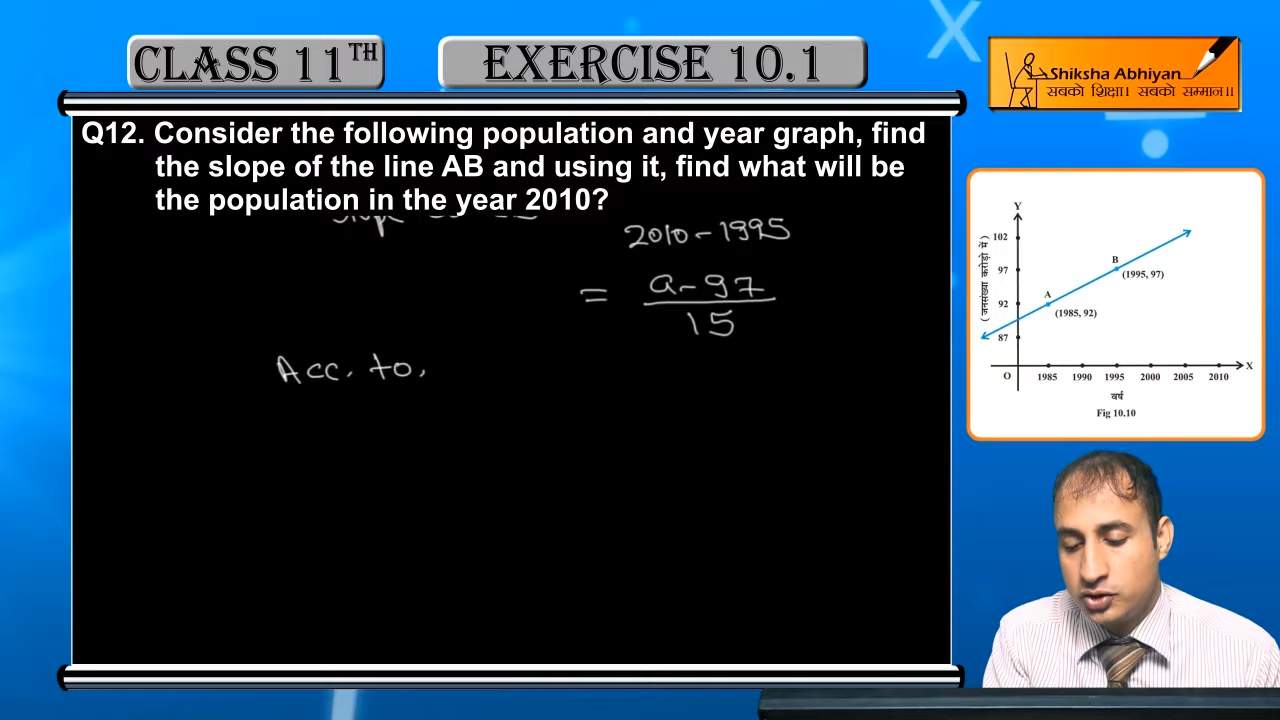 X
CLASS 11TH
EXERCISE 10.1
Shiksha Abhiyan
सबको शिक्षा। सबको सम्मान।।
Q12. Consider the following population and year graph, find
the slope of the line AB and using it, find what will be
the population in the year 2010?
2010 - 1995
= a - 97
15
Acc. to,
Y
102
97
92
87
(जनसंख्या करोड़ो में)
B
(1995, 97)
A
(1985, 92)
O
1985 1990 1995 2000 2005 2010
X
वर्ष
Fig 10.10